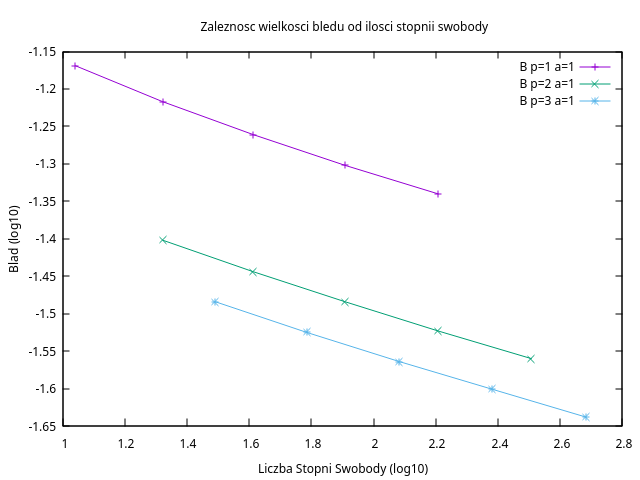 Zaleznosc wielkosci bledu od ilosci stopnii swobody
-1.15
-1.2
-1.25
-1.3
-1.35
-1.4
-1.45
-1.5
-1.55
-1.6
-1.65
Blad (log10)
B p=1 a=1
B p=2 a=1
B p=3 a=1
1 1.2 1.4 1.6 1.8 2 2.2 2.4 2.6 2.8
Liczba Stopni Swobody (log10)